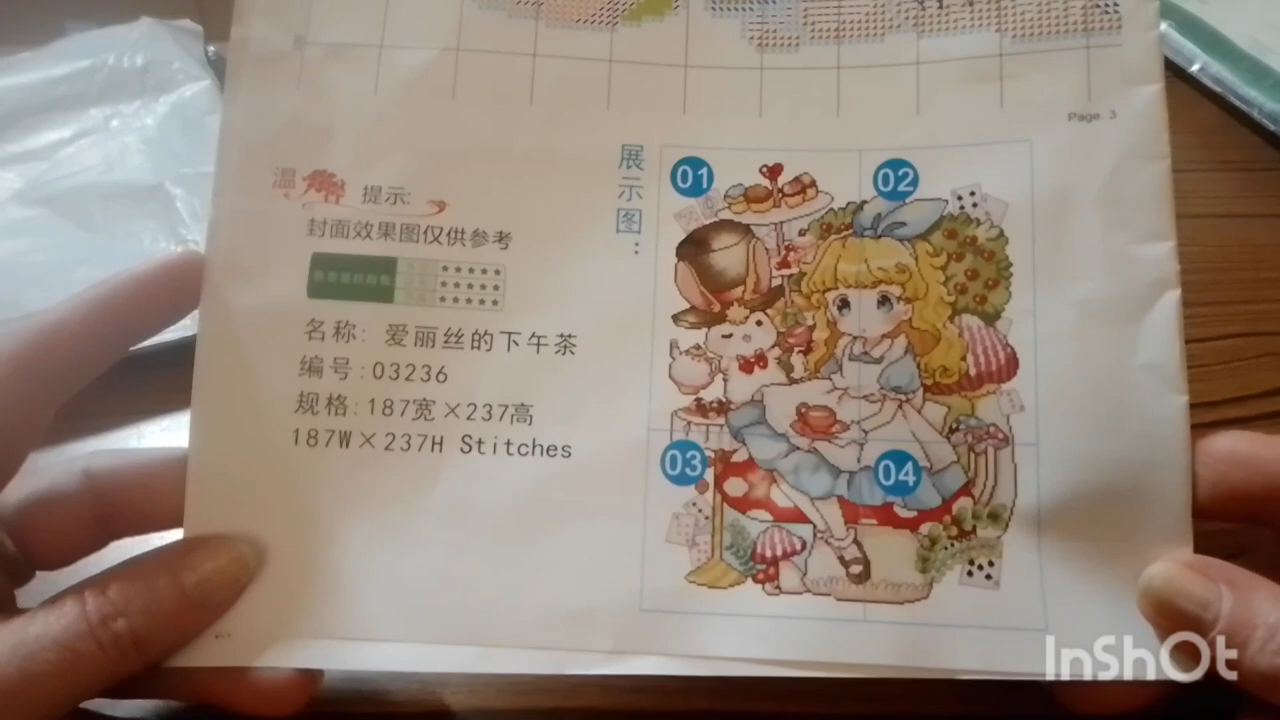 Page. 3
温 提示:
封面效果图仅供参考
★★★★★
★★★★★
★★★★★
名称: 爱丽丝的下午茶
编号:03236
规格:187宽×237高
187W×237H Stitches
展示图:
01
02
03
04
InShOt